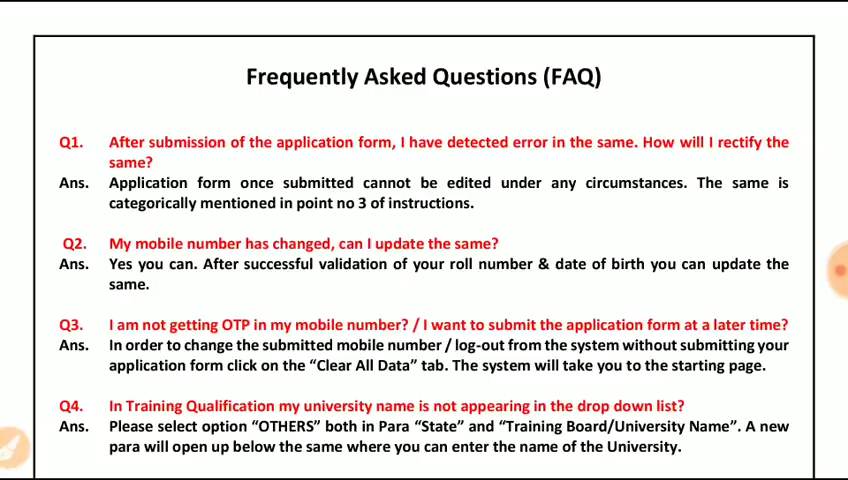 Frequently Asked Questions (FAQ)
Q1. After submission of the application form, I have detected error in the same. How will I rectify the
same?
Ans. Application form once submitted cannot be edited under any circumstances. The same is
categorically mentioned in point no 3 of instructions.
Q2. My mobile number has changed, can I update the same?
Ans. Yes you can. After successful validation of your roll number & date of birth you can update the
same.
Q3. I am not getting OTP in my mobile number? / I want to submit the application form at a later time?
Ans. In order to change the submitted mobile number / log-out from the system without submitting your
application form click on the “Clear All Data” tab. The system will take you to the starting page.
Q4. In Training Qualification my university name is not appearing in the drop down list?
Ans. Please select option “OTHERS” both in Para “State” and “Training Board/University Name”. A new
para will open up below the same where you can enter the name of the University.